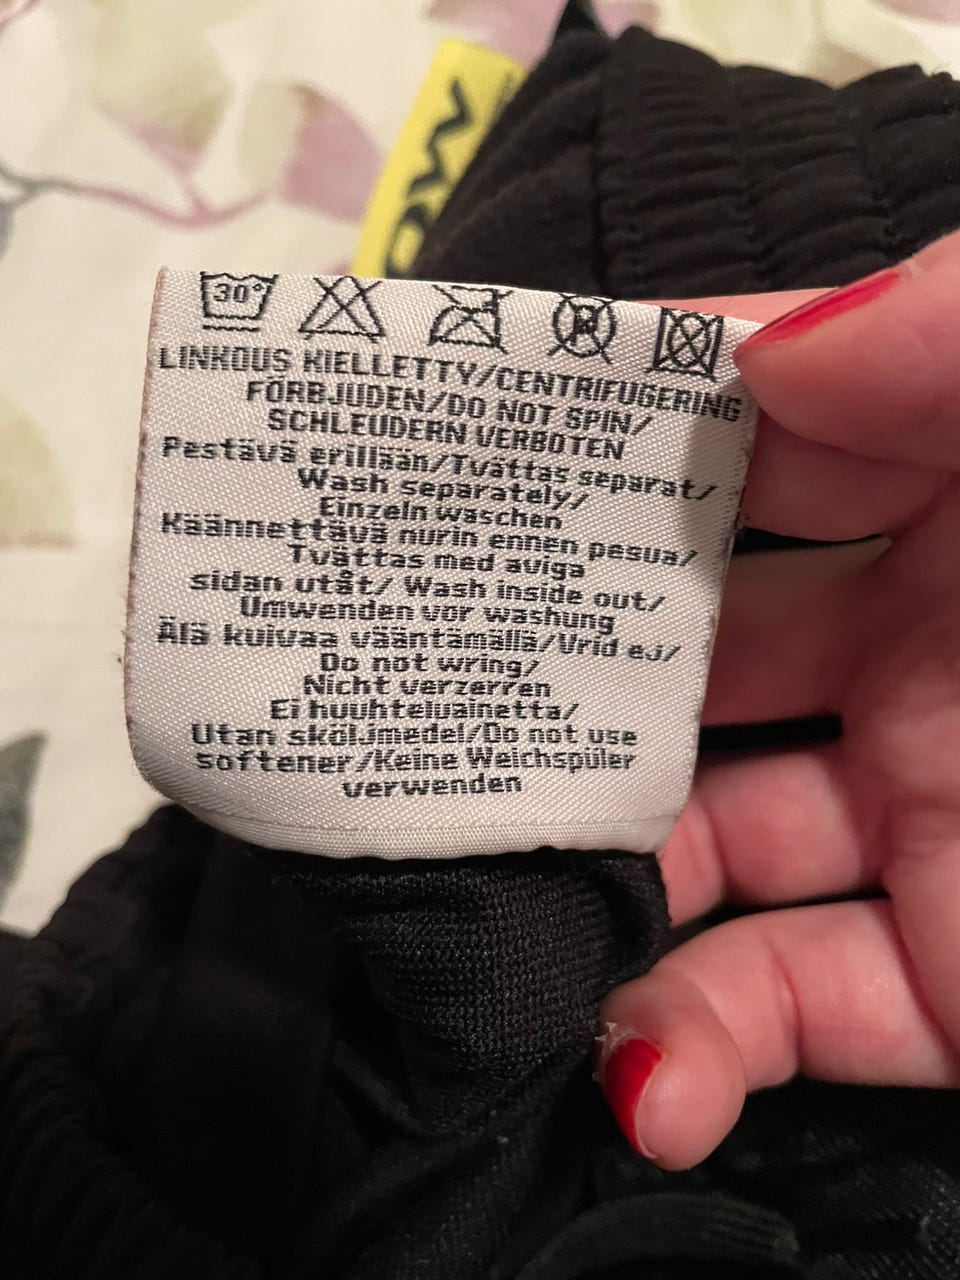 30°
LINKOUS KIELLETTY/CENTRIFUGERING
FÖRBJUDEN/DO NOT SPIN/
SCHLEUDERN VERBOTEN
Pestävä erillään/Tvättas separat/
Wash separately/
Einzeln waschen
Käännettävä nurin ennen pesua/
Tvättas med aviga
sidan utåt/ Wash inside out/
Umwenden vor washung
Älä kuivaa vääntämällä/Vrid ej/
Do not wring/
Nicht verzerren
Ei huuhteluainetta/
Utan sköljmedel/Do not use
softener/Keine Weichspüler
verwenden